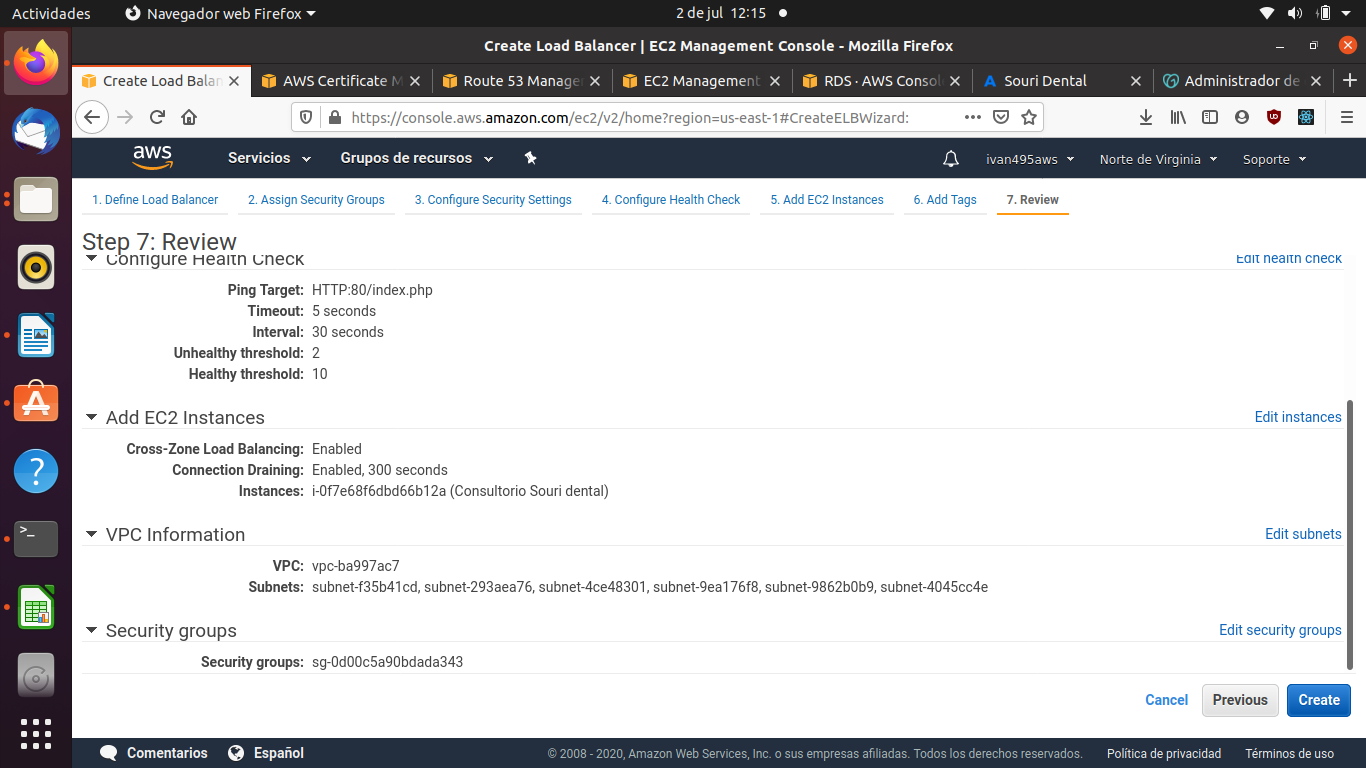 Actividades Navegador web Firefox 2 de jul 12:15
Create Load Balancer | EC2 Management Console - Mozilla Firefox
Create Load Balan AWS Certificate M Route 53 Manage EC2 Management RDS · AWS Consol Souri Dental Administrador de
https://console.aws.amazon.com/ec2/v2/home?region=us-east-1#CreateELBWizard:
aws Servicios Grupos de recursos ivan495aws Norte de Virginia Soporte
1. Define Load Balancer 2. Assign Security Groups 3. Configure Security Settings 4. Configure Health Check 5. Add EC2 Instances 6. Add Tags 7. Review
Step 7: Review
Configure Health Check Edit health check
Ping Target: HTTP:80/index.php
Timeout: 5 seconds
Interval: 30 seconds
Unhealthy threshold: 2
Healthy threshold: 10
Add EC2 Instances Edit instances
Cross-Zone Load Balancing: Enabled
Connection Draining: Enabled, 300 seconds
Instances: i-0f7e68f6dbd66b12a (Consultorio Souri dental)
VPC Information Edit subnets
VPC: vpc-ba997ac7
Subnets: subnet-f35b41cd, subnet-293aea76, subnet-4ce48301, subnet-9ea176f8, subnet-9862b0b9, subnet-4045cc4e
Security groups Edit security groups
Security groups: sg-0d00c5a90bdada343
Cancel Previous Create
Comentarios Español © 2008 - 2020, Amazon Web Services, Inc. o sus empresas afiliadas. Todos los derechos reservados. Política de privacidad Términos de uso